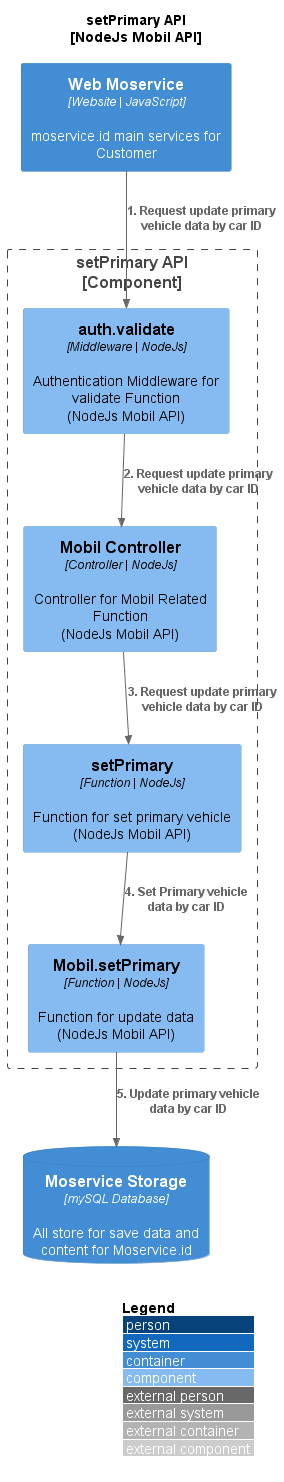 setPrimary API
[NodeJs Mobil API]
Web Moservice
[Website | JavaScript]
moservice.id main services for
Customer
1. Request update primary
vehicle data by car ID
setPrimary API
[Component]
auth.validate
[Middleware | NodeJs]
Authentication Middleware for
validate Function
(NodeJs Mobil API)
2. Request update primary
vehicle data by car ID
Mobil Controller
[Controller | NodeJs]
Controller for Mobil Related
Function
(NodeJs Mobil API)
3. Request update primary
vehicle data by car ID
setPrimary
[Function | NodeJs]
Function for set primary vehicle
(NodeJs Mobil API)
4. Set Primary vehicle
data by car ID
Mobil.setPrimary
[Function | NodeJs]
Function for update data
(NodeJs Mobil API)
5. Update primary vehicle
data by car ID
Moservice Storage
[mySQL Database]
All store for save data and
content for Moservice.id
Legend
person
system
container
component
external person
external system
external container
external component